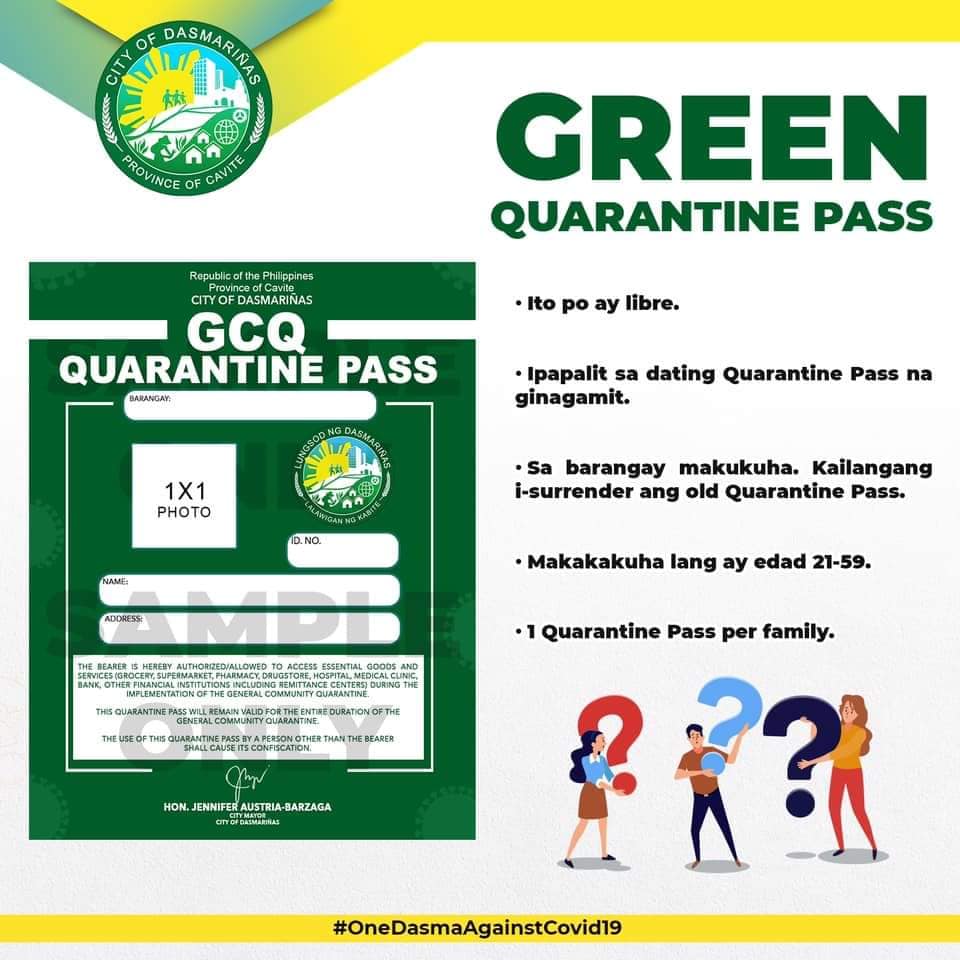 CITY OF DASMARIÑAS
PROVINCE OF CAVITE
GREEN
QUARANTINE PASS
Republic of the Philippines
Province of Cavite
CITY OF DASMARIÑAS
GCQ
QUARANTINE PASS
BARANGAY:
1X1
PHOTO
LUNGSOD NG DASMARIÑAS
LALAWIGAN NG KABITE
ID. NO.
NAME:
ADDRESS:
SAMPLE
ONLY
SAMPLE
ONLY
THE BEARER IS HEREBY AUTHORIZED/ALLOWED TO ACCESS ESSENTIAL GOODS AND
SERVICES (GROCERY, SUPERMARKET, PHARMACY, DRUGSTORE, HOSPITAL, MEDICAL CLINIC,
BANK, OTHER FINANCIAL INSTITUTIONS INCLUDING REMITTANCE CENTERS) DURING THE
IMPLEMENTATION OF THE GENERAL COMMUNITY QUARANTINE.
THIS QUARANTINE PASS WILL REMAIN VALID FOR THE ENTIRE DURATION OF THE
GENERAL COMMUNITY QUARANTINE.
THE USE OF THIS QUARANTINE PASS BY A PERSON OTHER THAN THE BEARER
SHALL CAUSE ITS CONFISCATION.
HON. JENNIFER AUSTRIA-BARZAGA
CITY MAYOR
CITY OF DASMARIÑAS
• Ito po ay libre.
• Ipapalit sa dating Quarantine Pass na
ginagamit.
• Sa barangay makukuha. Kailangang
i-surrender ang old Quarantine Pass.
• Makakakuha lang ay edad 21-59.
• 1 Quarantine Pass per family.
? ? ?
#OneDasmaAgainstCovid19